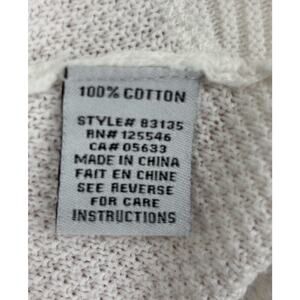 100% COTTON
STYLE# 83135
RN# 125546
CA# 05633
MADE IN CHINA
FAIT EN CHINE
SEE REVERSE
FOR CARE
INSTRUCTIONS